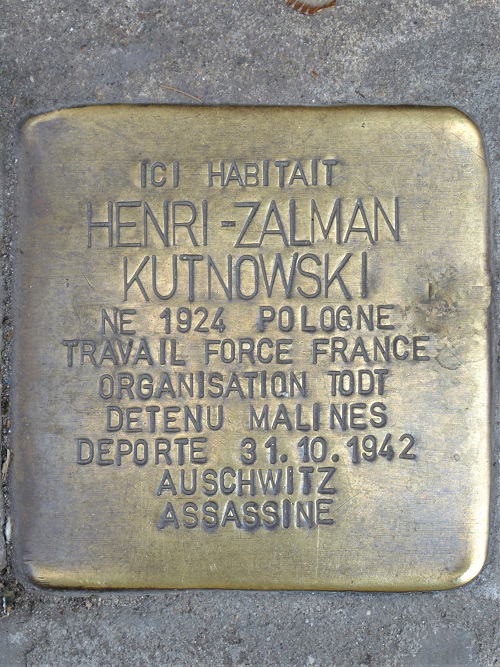 ICI HABITAIT
HENRI-ZALMAN
KUTNOWSKI
NE 1924 POLOGNE
TRAVAIL FORCE FRANCE
ORGANISATION TODT
DETENU MALINES
DEPORTE 31.10.1942
AUSCHWITZ
ASSASSINE